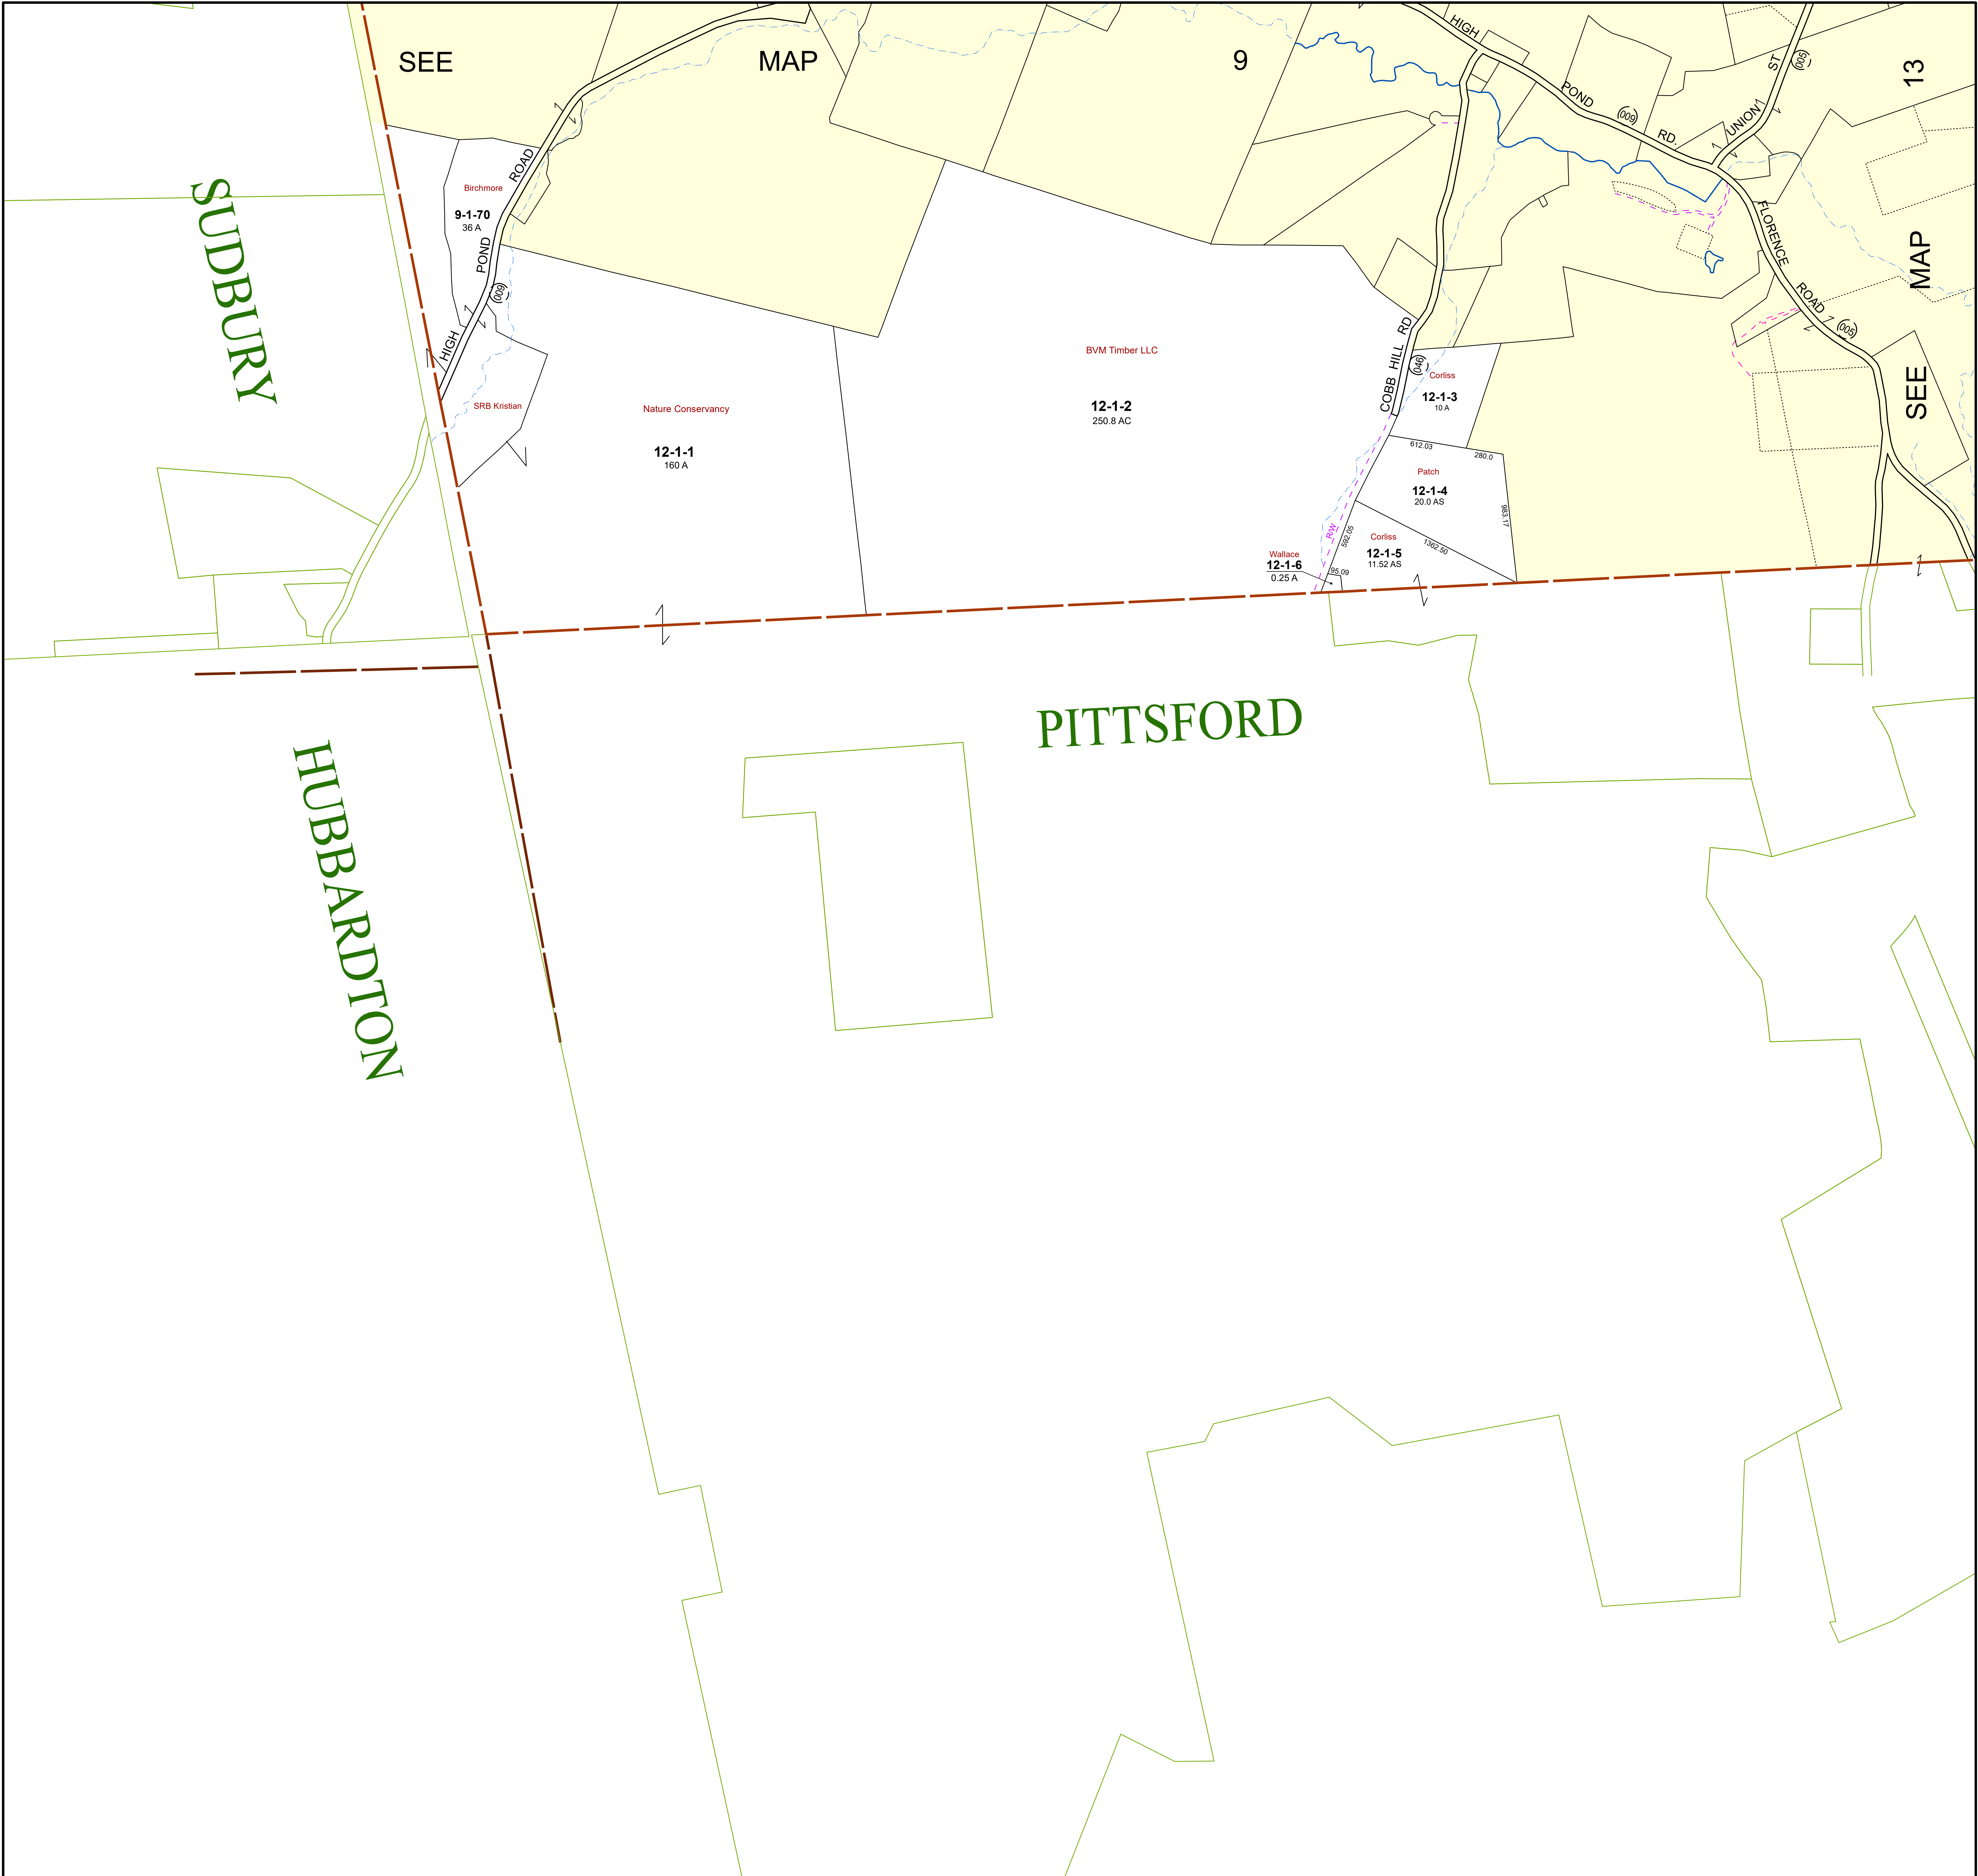 SEE MAP 9
SEE MAP 13
HIGH POND RD.
(009)
UNION ST
(005)
FLORENCE ROAD
(005)
SUDBURY
Birchmore
9-1-70
36 A
HIGH POND ROAD
(009)
SRB Kristian
Nature Conservancy
12-1-1
160 A
BVM Timber LLC
12-1-2
250.8 AC
COBB HILL RD
(046)
Corliss
12-1-3
10 A
612.03
280.0
Patch
12-1-4
20.0 AS
983.17
1362.50
R/W
592.05
Corliss
12-1-5
11.52 AS
Wallace
12-1-6
0.25 A
95.09
PITTSFORD
HUBBARDTON